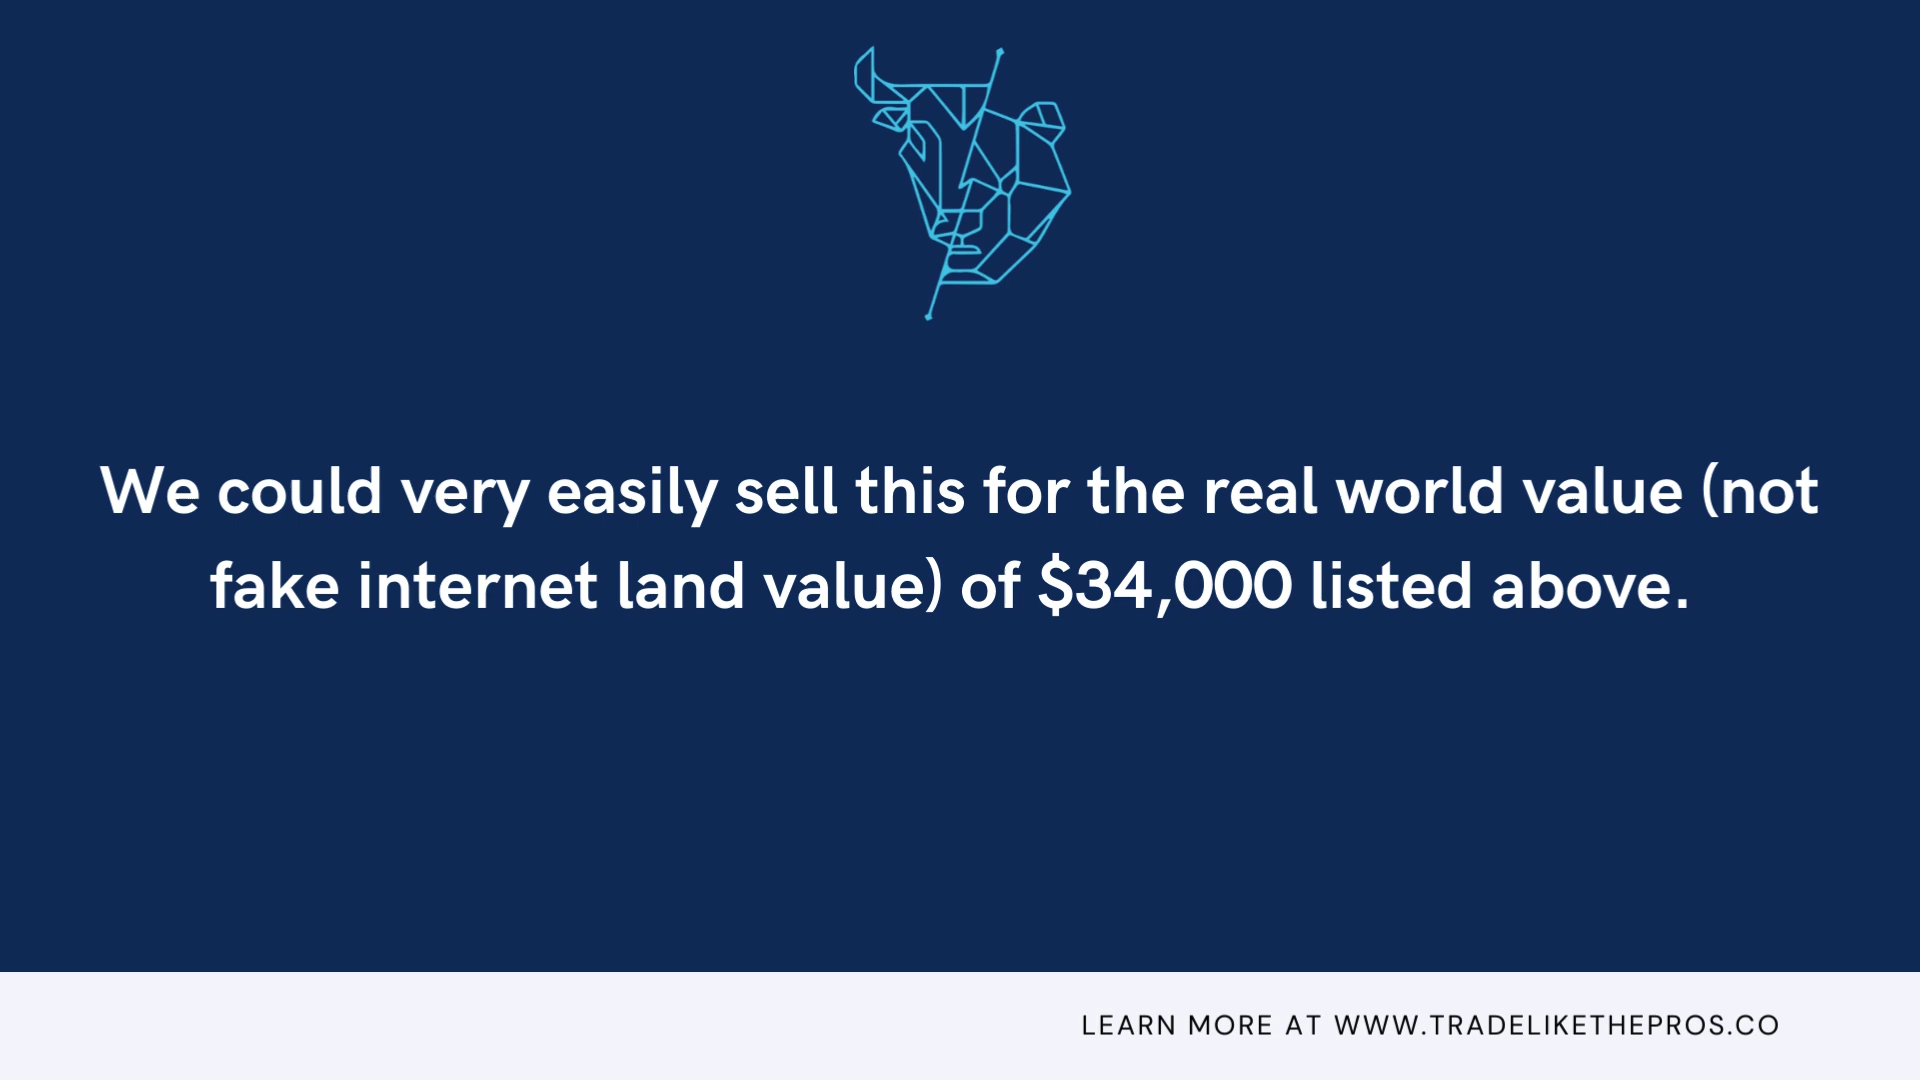 We could very easily sell this for the real world value (not
fake internet land value) of $34,000 listed above.
LEARN MORE AT WWW.TRADELIKETHEPROS.CO